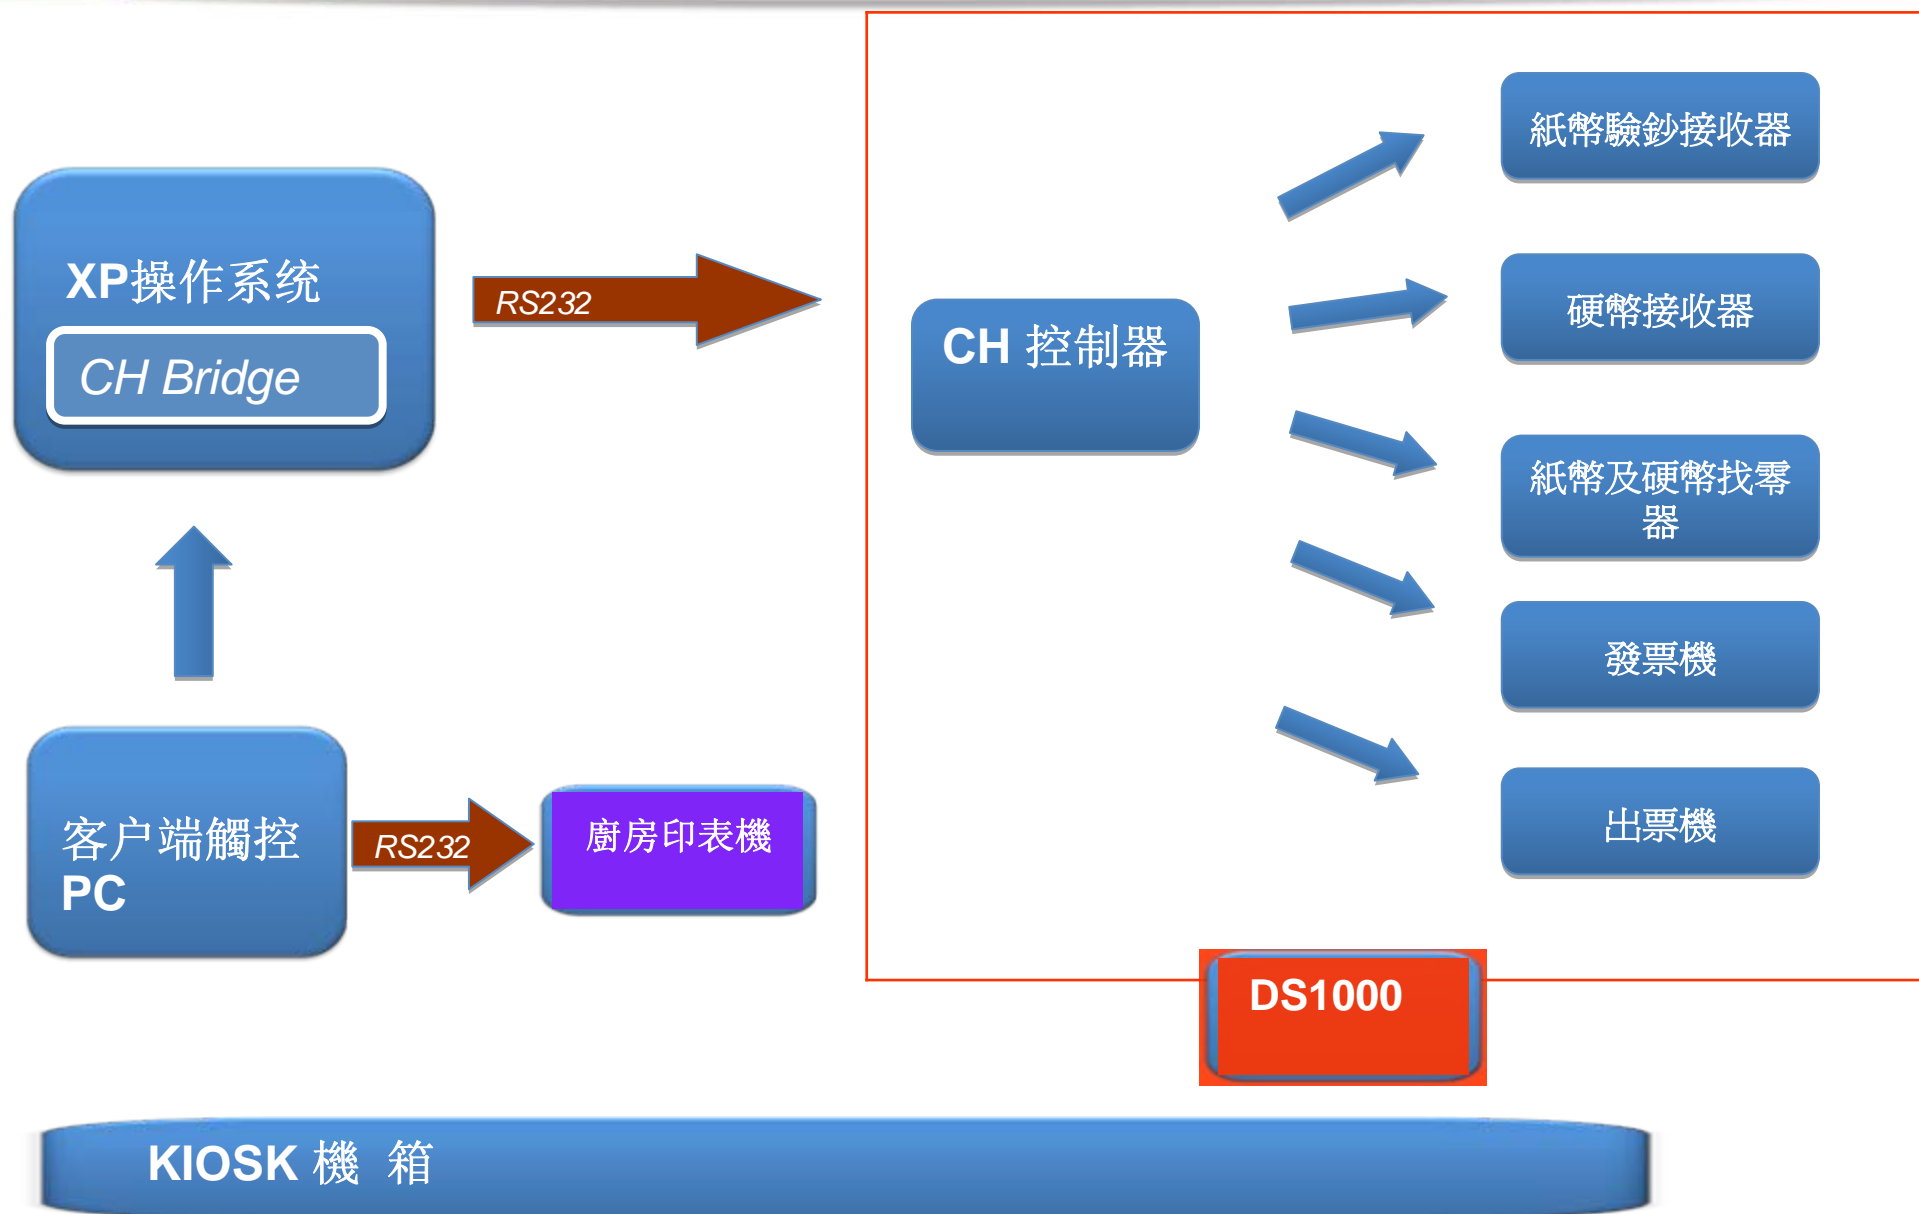 XP操作系统
CH Bridge
RS232
CH 控制器
紙幣驗鈔接收器
硬幣接收器
紙幣及硬幣找零
器
發票機
出票機
客户端觸控
PC
RS232
廚房印表機
DS1000
KIOSK 機 箱